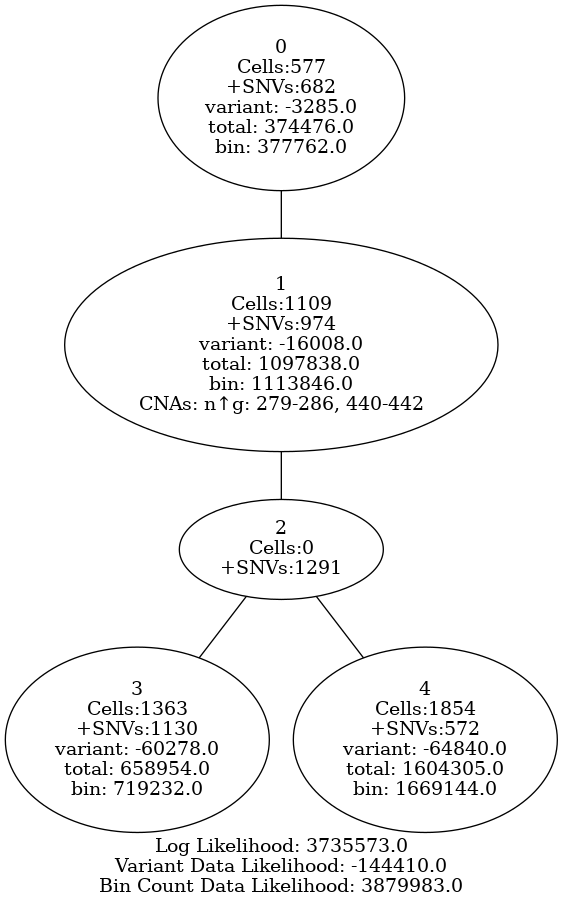 0
Cells:577
+SNVs:682
variant: -3285.0
total: 374476.0
bin: 377762.0
1
Cells:1109
+SNVs:974
variant: -16008.0
total: 1097838.0
bin: 1113846.0
CNAs: n↑g: 279-286, 440-442
2
Cells:0
+SNVs:1291
3
Cells:1363
+SNVs:1130
variant: -60278.0
total: 658954.0
bin: 719232.0
4
Cells:1854
+SNVs:572
variant: -64840.0
total: 1604305.0
bin: 1669144.0
Log Likelihood: 3735573.0
Variant Data Likelihood: -144410.0
Bin Count Data Likelihood: 3879983.0